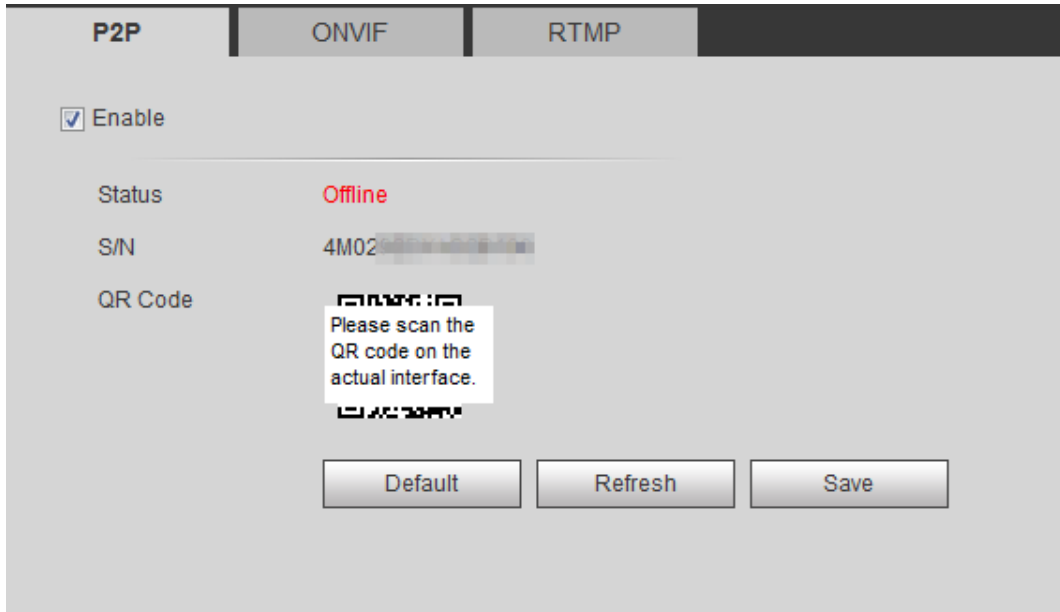 P2P ONVIF RTMP
Enable
Status Offline
S/N 4M02
QR Code
Please scan the
QR code on the
actual interface.
Default Refresh Save